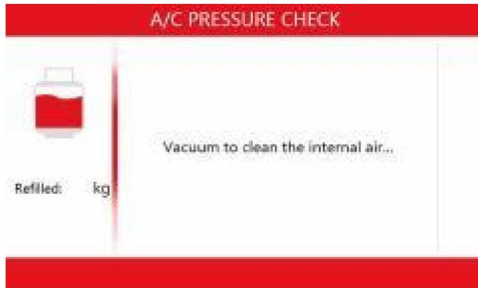 A/C PRESSURE CHECK
Vacuum to clean the internal air...
Refilled: kg